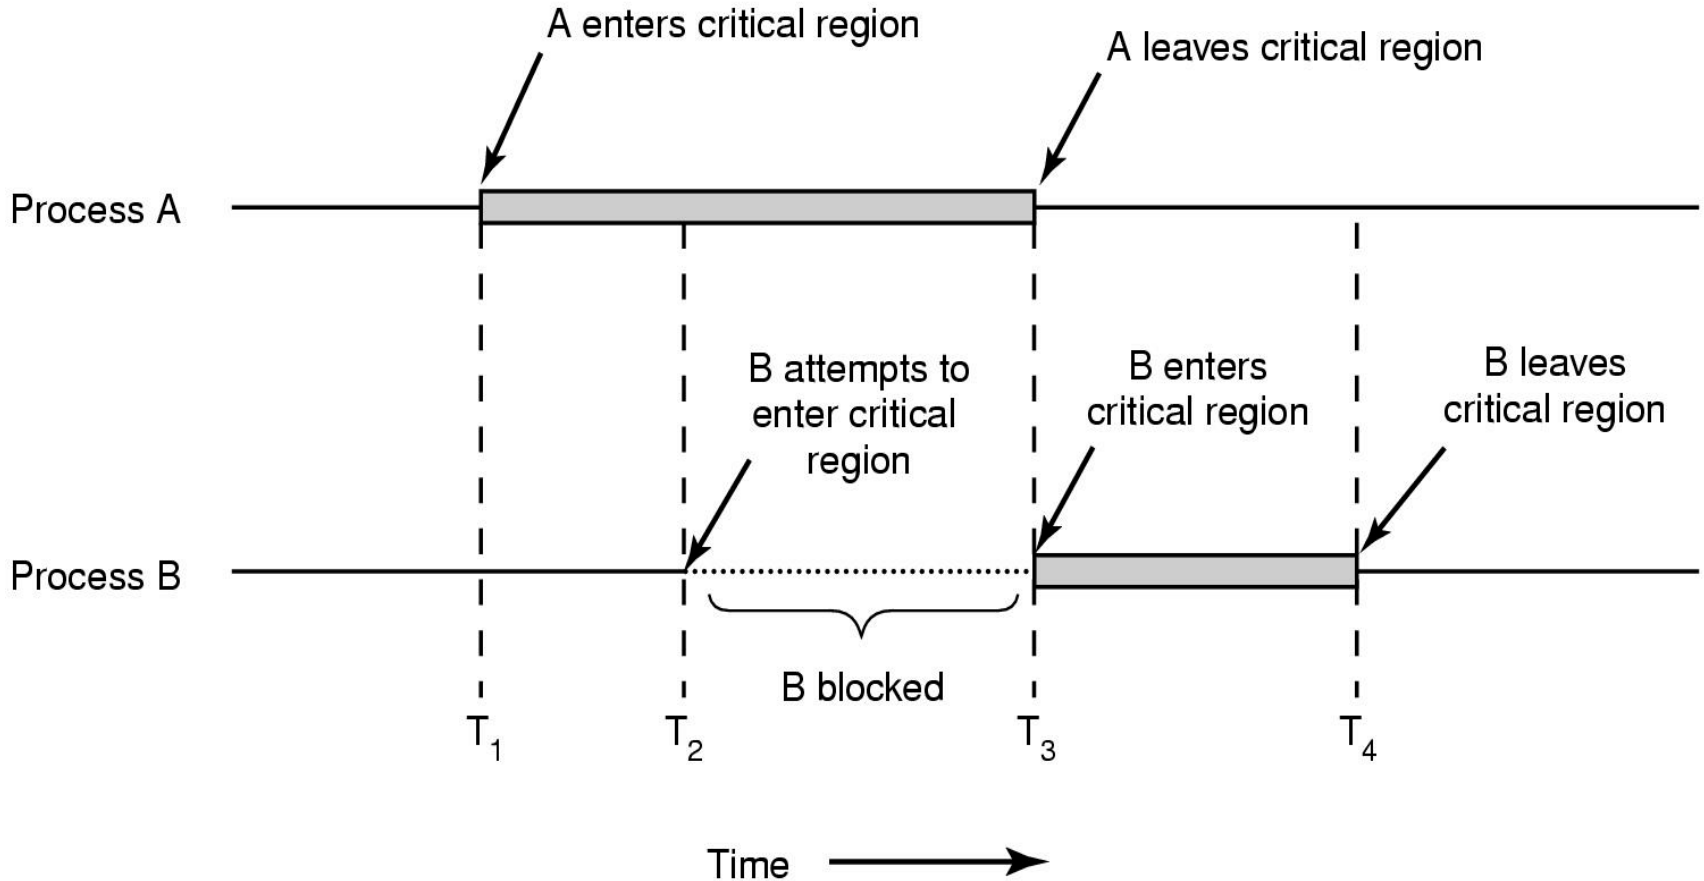 A enters critical region
A leaves critical region
Process A
B attempts to
enter critical
region
B enters
critical region
B leaves
critical region
Process B
B blocked
T1
T2
T3
T4
Time